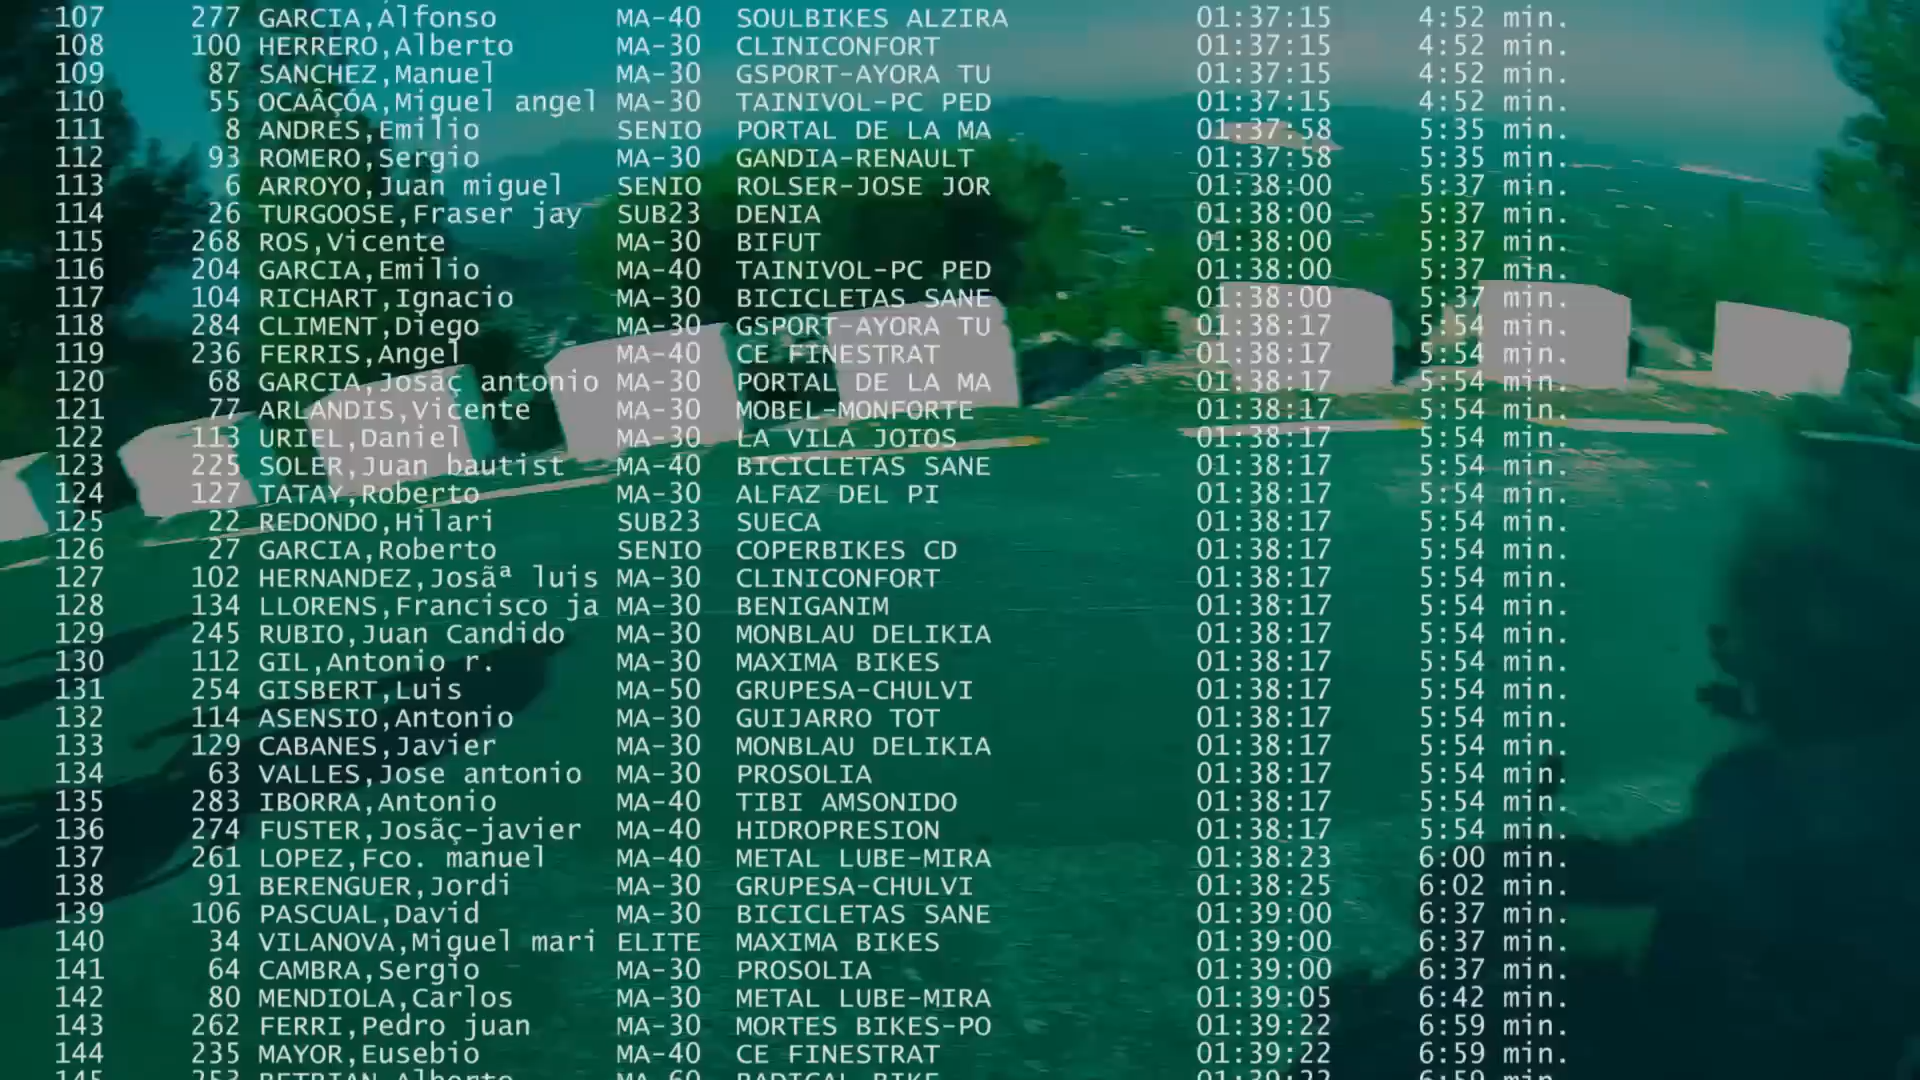 107 277 GARCIA,Alfonso MA-40 SOULBIKES ALZIRA 01:37:15 4:52 min.
108 100 HERRERO,Alberto MA-30 CLINICONFORT 01:37:15 4:52 min.
109 87 SANCHEZ,Manuel MA-30 GSPORT-AYORA TU 01:37:15 4:52 min.
110 55 OCAÂÇÓA,Miguel angel MA-30 TAINIVOL-PC PED 01:37:15 4:52 min.
111 8 ANDRES,Emilio SENIO PORTAL DE LA MA 01:37:58 5:35 min.
112 93 ROMERO,Sergio MA-30 GANDIA-RENAULT 01:37:58 5:35 min.
113 6 ARROYO,Juan miguel SENIO ROLSER-JOSE JOR 01:38:00 5:37 min.
114 26 TURGOOSE,Fraser jay SUB23 DENIA 01:38:00 5:37 min.
115 268 ROS,Vicente MA-30 BIFUT 01:38:00 5:37 min.
116 204 GARCIA,Emilio MA-40 TAINIVOL-PC PED 01:38:00 5:37 min.
117 104 RICHART,Ignacio MA-30 BICICLETAS SANE 01:38:00 5:37 min.
118 284 CLIMENT,Diego MA-30 GSPORT-AYORA TU 01:38:17 5:54 min.
119 236 FERRIS,Angel MA-40 CE FINESTRAT 01:38:17 5:54 min.
120 68 GARCIA,Josãç antonio MA-30 PORTAL DE LA MA 01:38:17 5:54 min.
121 77 ARLANDIS,Vicente MA-30 MOBEL-MONFORTE 01:38:17 5:54 min.
122 113 URIEL,Daniel MA-30 LA VILA JOIOS 01:38:17 5:54 min.
123 225 SOLER,Juan bautist MA-40 BICICLETAS SANE 01:38:17 5:54 min.
124 127 TATAY,Roberto MA-30 ALFAZ DEL PI 01:38:17 5:54 min.
125 22 REDONDO,Hilari SUB23 SUECA 01:38:17 5:54 min.
126 27 GARCIA,Roberto SENIO COPERBIKES CD 01:38:17 5:54 min.
127 102 HERNANDEZ,Josãª luis MA-30 CLINICONFORT 01:38:17 5:54 min.
128 134 LLORENS,Francisco ja MA-30 BENIGANIM 01:38:17 5:54 min.
129 245 RUBIO,Juan Candido MA-30 MONBLAU DELIKIA 01:38:17 5:54 min.
130 112 GIL,Antonio r. MA-30 MAXIMA BIKES 01:38:17 5:54 min.
131 254 GISBERT,Luis MA-50 GRUPESA-CHULVI 01:38:17 5:54 min.
132 114 ASENSIO,Antonio MA-30 GUIJARRO TOT 01:38:17 5:54 min.
133 129 CABANES,Javier MA-30 MONBLAU DELIKIA 01:38:17 5:54 min.
134 63 VALLES,Jose antonio MA-30 PROSOLIA 01:38:17 5:54 min.
135 283 IBORRA,Antonio MA-40 TIBI AMSONIDO 01:38:17 5:54 min.
136 274 FUSTER,Josãç-javier MA-40 HIDROPRESION 01:38:17 5:54 min.
137 261 LOPEZ,Fco. manuel MA-40 METAL LUBE-MIRA 01:38:23 6:00 min.
138 91 BERENGUER,Jordi MA-30 GRUPESA-CHULVI 01:38:25 6:02 min.
139 106 PASCUAL,David MA-30 BICICLETAS SANE 01:39:00 6:37 min.
140 34 VILANOVA,Miguel mari ELITE MAXIMA BIKES 01:39:00 6:37 min.
141 64 CAMBRA,Sergio MA-30 PROSOLIA 01:39:00 6:37 min.
142 80 MENDIOLA,Carlos MA-30 METAL LUBE-MIRA 01:39:05 6:42 min.
143 262 FERRI,Pedro juan MA-30 MORTES BIKES-PO 01:39:22 6:59 min.
144 235 MAYOR,Eusebio MA-40 CE FINESTRAT 01:39:22 6:59 min.
145 253 BETRIAN,Alberto MA-60 RADICAL BIKE 01:39:22 6:59 min.